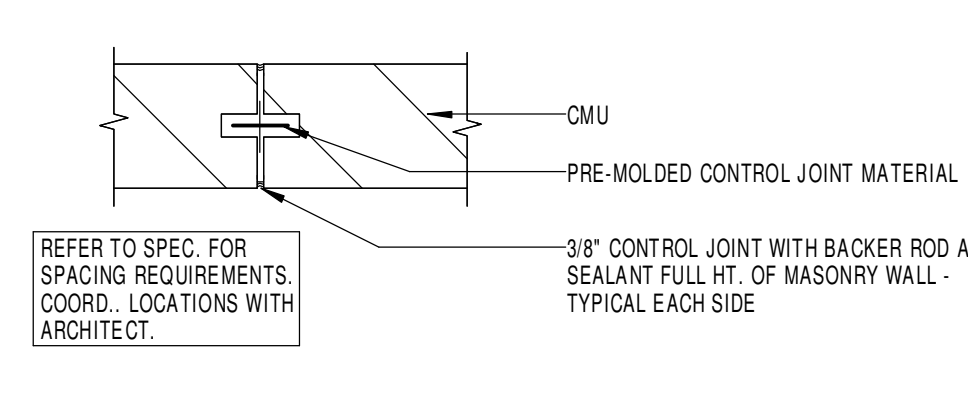 CMU
PRE-MOLDED CONTROL JOINT MATERIAL
3/8" CONTROL JOINT WITH BACKER ROD A
SEALANT FULL HT. OF MASONRY WALL -
TYPICAL EACH SIDE
REFER TO SPEC. FOR
SPACING REQUIREMENTS.
COORD.. LOCATIONS WITH
ARCHITECT.